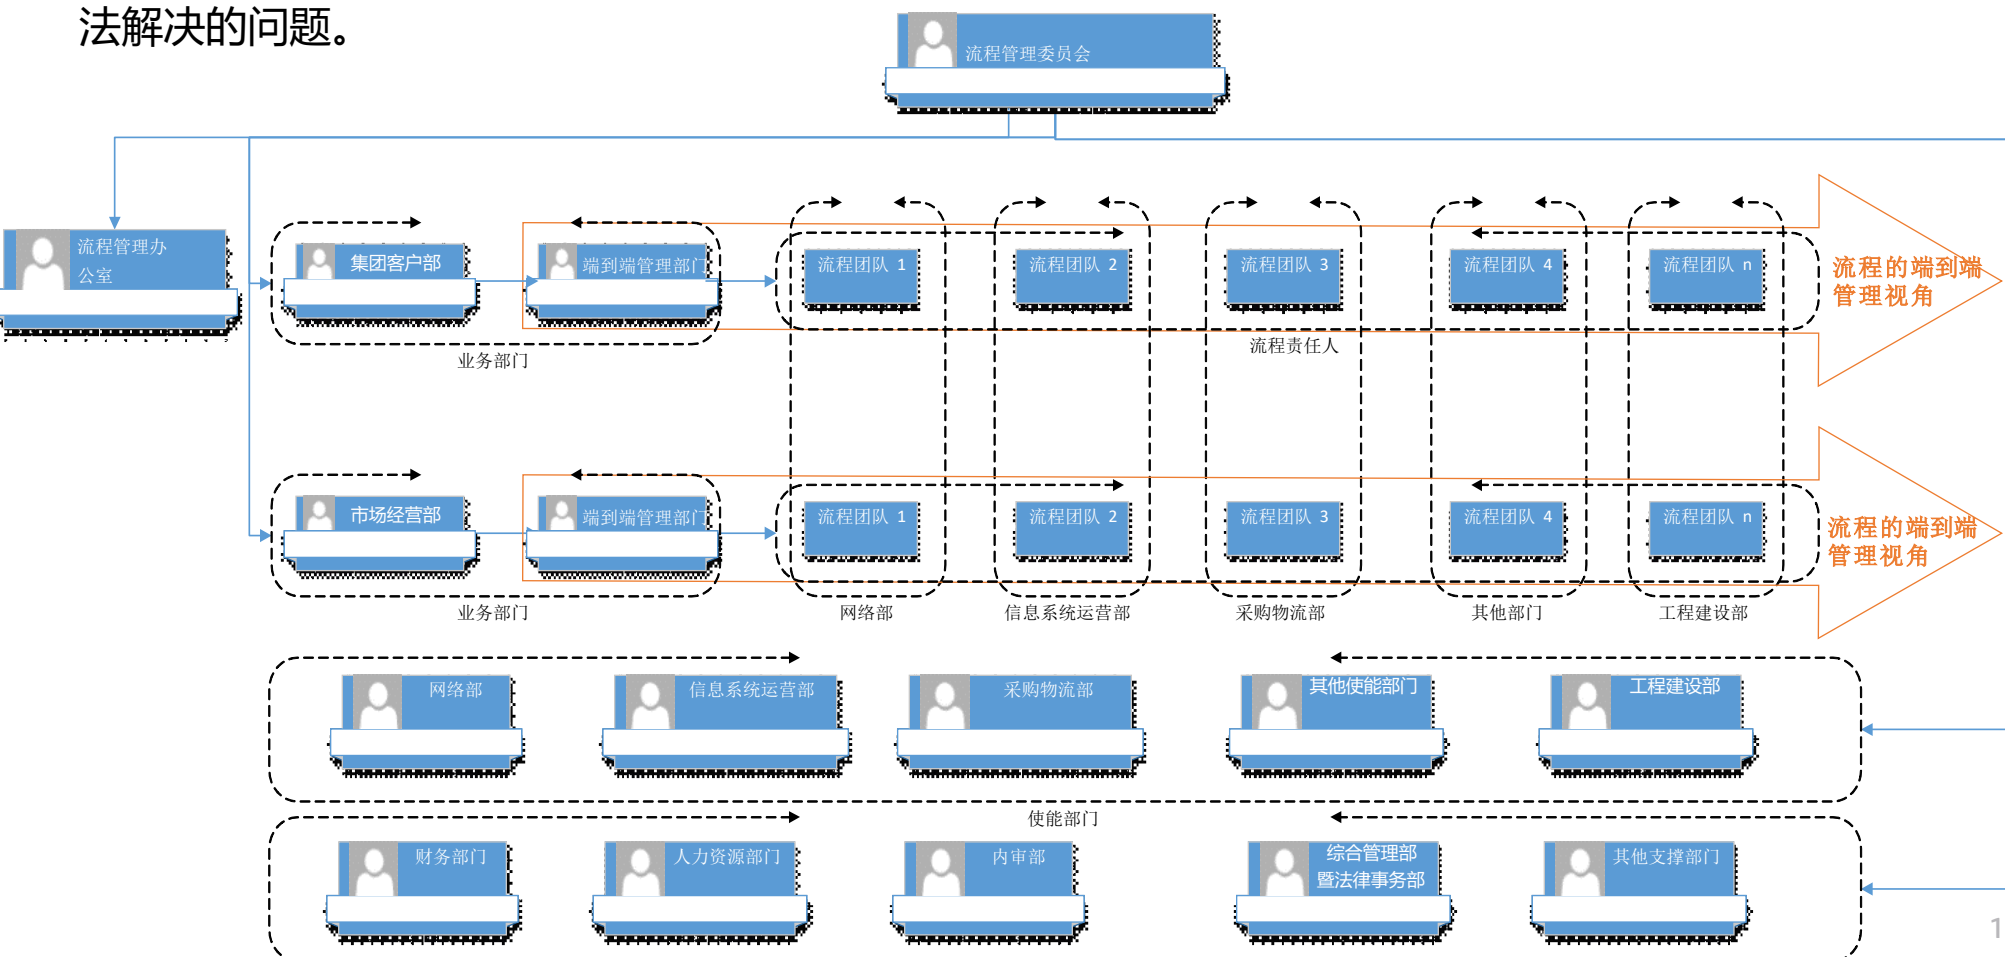 法解决的问题。
流程管理委员会
流程管理办
公室
集团客户部
端到端管理部门
流程团队 1
流程团队 2
流程团队 3
流程团队 4
流程团队 n
流程的端到端
管理视角
业务部门
流程责任人
市场经营部
端到端管理部门
流程团队 1
流程团队 2
流程团队 3
流程团队 4
流程团队 n
流程的端到端
管理视角
业务部门
网络部
信息系统运营部
采购物流部
其他部门
工程建设部
网络部
信息系统运营部
采购物流部
其他使能部门
工程建设部
使能部门
财务部门
人力资源部门
内审部
综合管理部
暨法律事务部
其他支撑部门
1